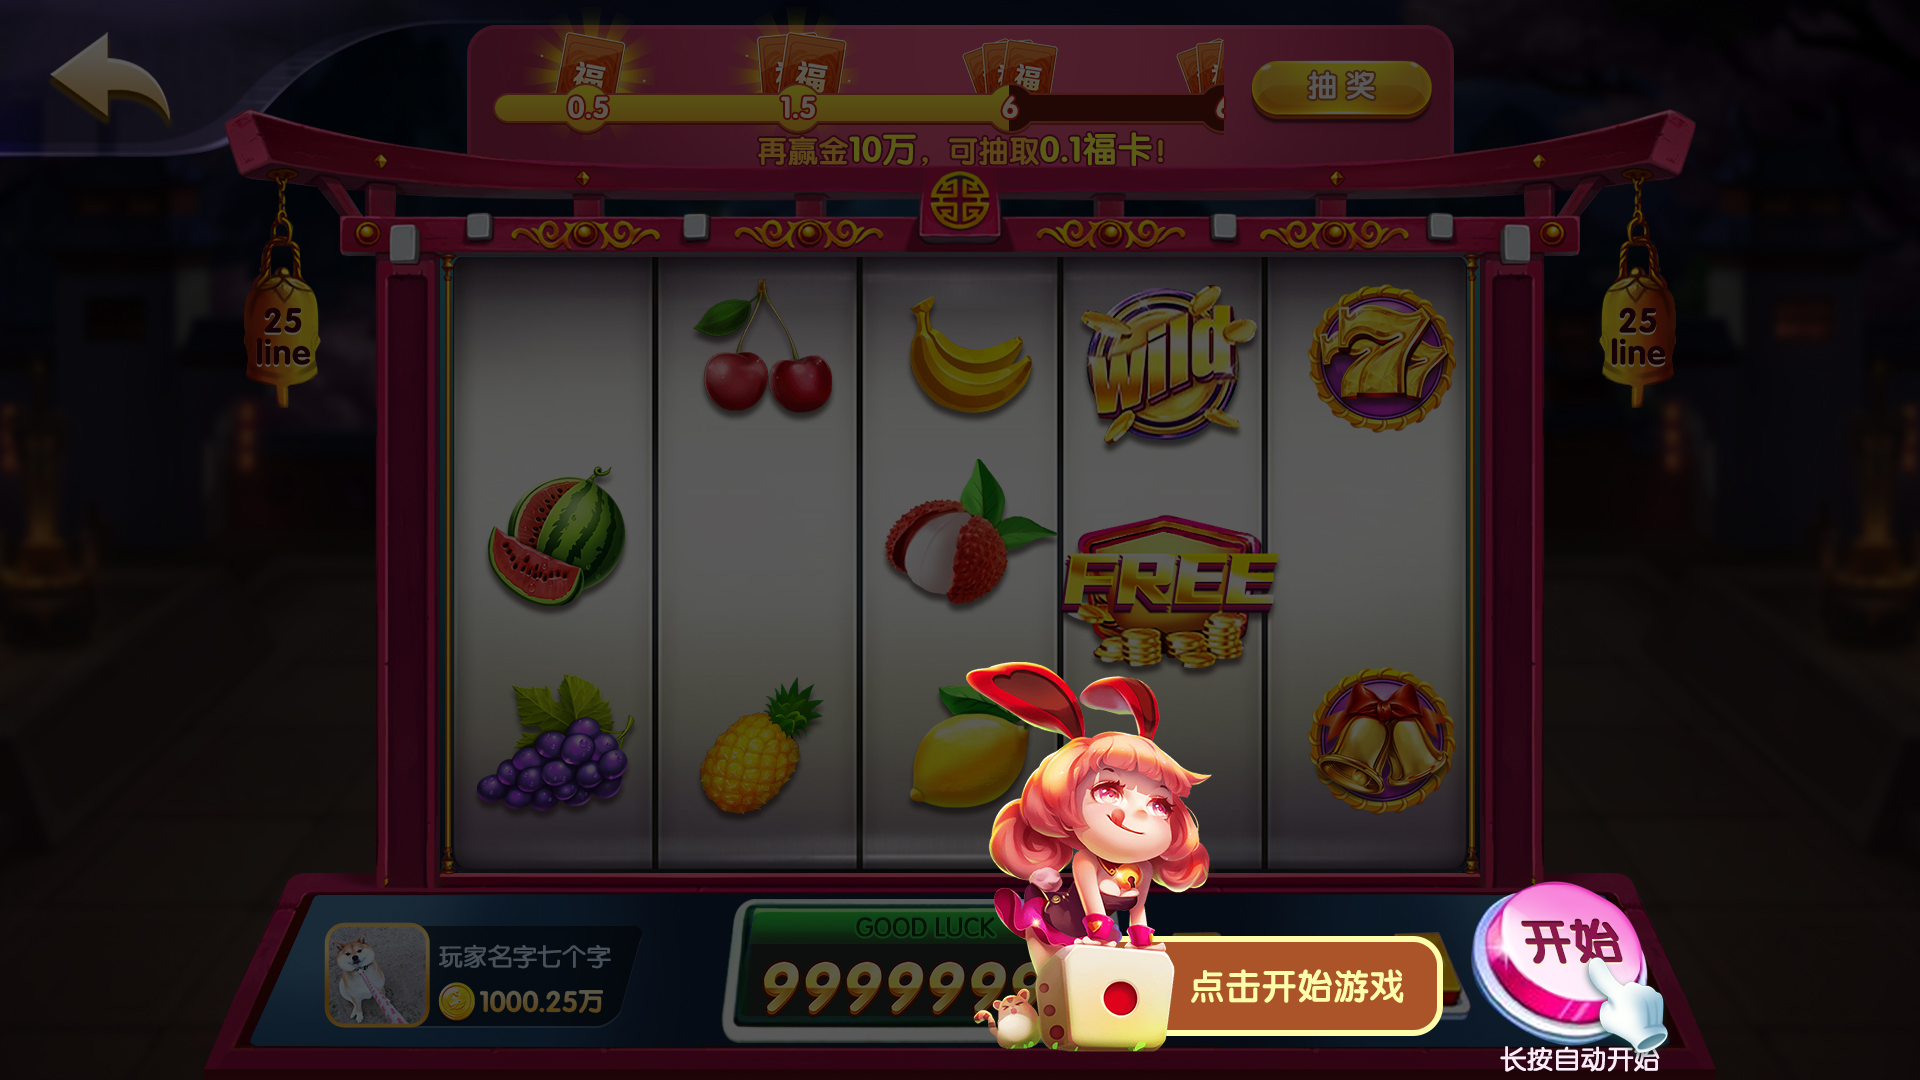 福 福 福
0.5 1.5 6
抽奖
再赢金10万，可抽取0.1福卡！
25
line
25
line
Wild
777
FREE
玩家名字七个字
1000.25万
GOOD LUCK
9999999
点击开始游戏
开始
长按自动开始